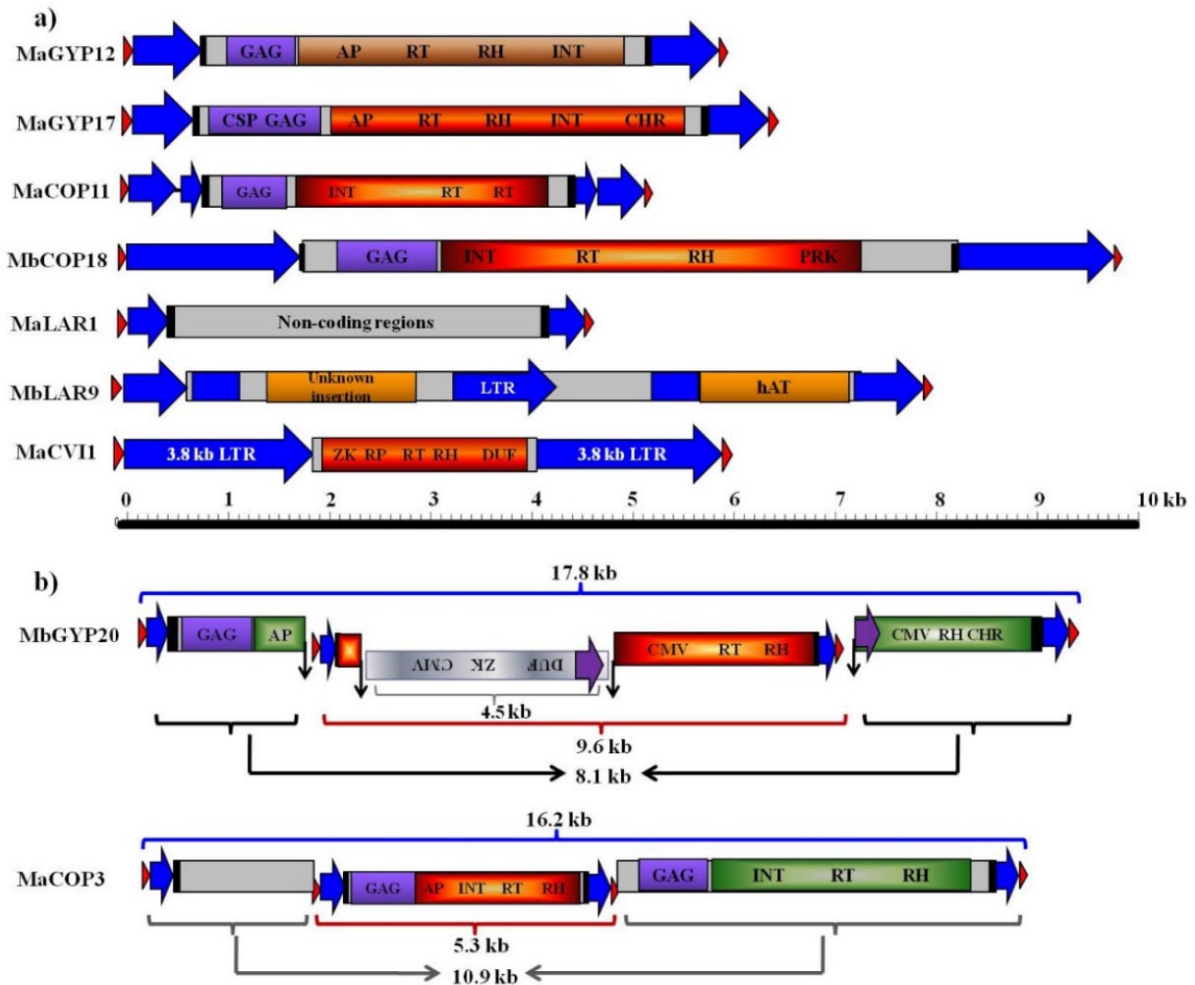 a)
MaGYP12 GAG AP RT RH INT
MaGYP17 CSP GAG AP RT RH INT CHR
MaCOP11 GAG INT RT RT
MbCOP18 GAG INT RT RH PRK
MaLAR1 Non-coding regions
MbLAR9 Unknown insertion LTR hAT
MaCVI1 3.8 kb LTR ZK RP RT RH DUF 3.8 kb LTR
0 1 2 3 4 5 6 7 8 9 10 kb
0
b)
17.8 kb
MbGYP20 GAG AP CMV ZK DUF CMV RT RH CMV RH CHR
4.5 kb
9.6 kb
8.1 kb
16.2 kb
MaCOP3 GAG AP INT RT RH GAG INT RT RH
5.3 kb
10.9 kb